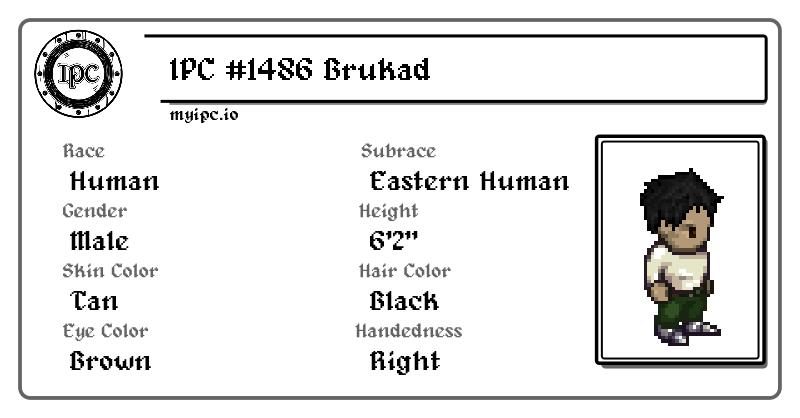 IPC
IPC #1486 Brukad
myipc.io
Race
Subrace
Human
Eastern Human
Gender
Height
Male
6'2"
Skin Color
Hair Color
Tan
Black
Eye Color
Handedness
Brown
Right